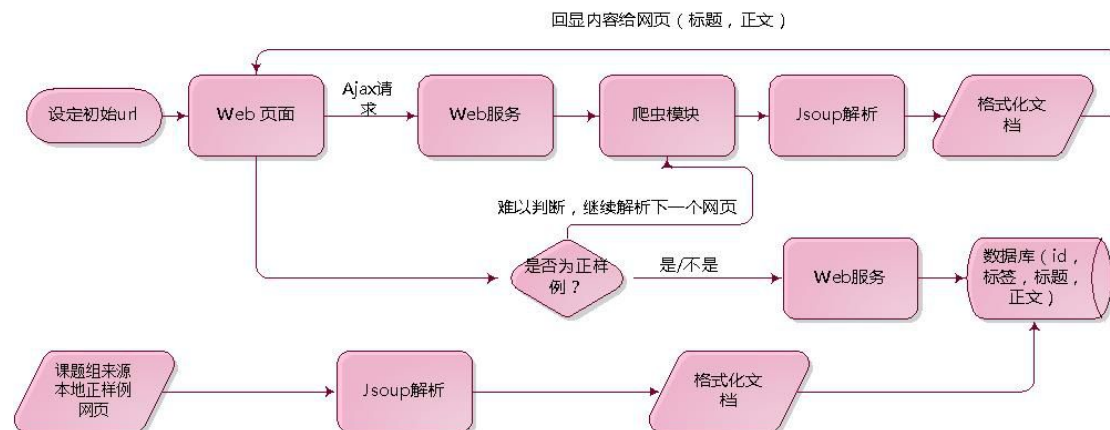 回显内容给网页（标题，正文）
设定初始url
Web 页面
Ajax请
求
Web服务
爬虫模块
Jsoup解析
格式化文
档
难以判断，继续解析下一个网页
是否为正样
例？
是/不是
Web服务
数据库（id，
标签，标题，
正文）
课题组来源
本地正样例
网页
Jsoup解析
格式化文
档